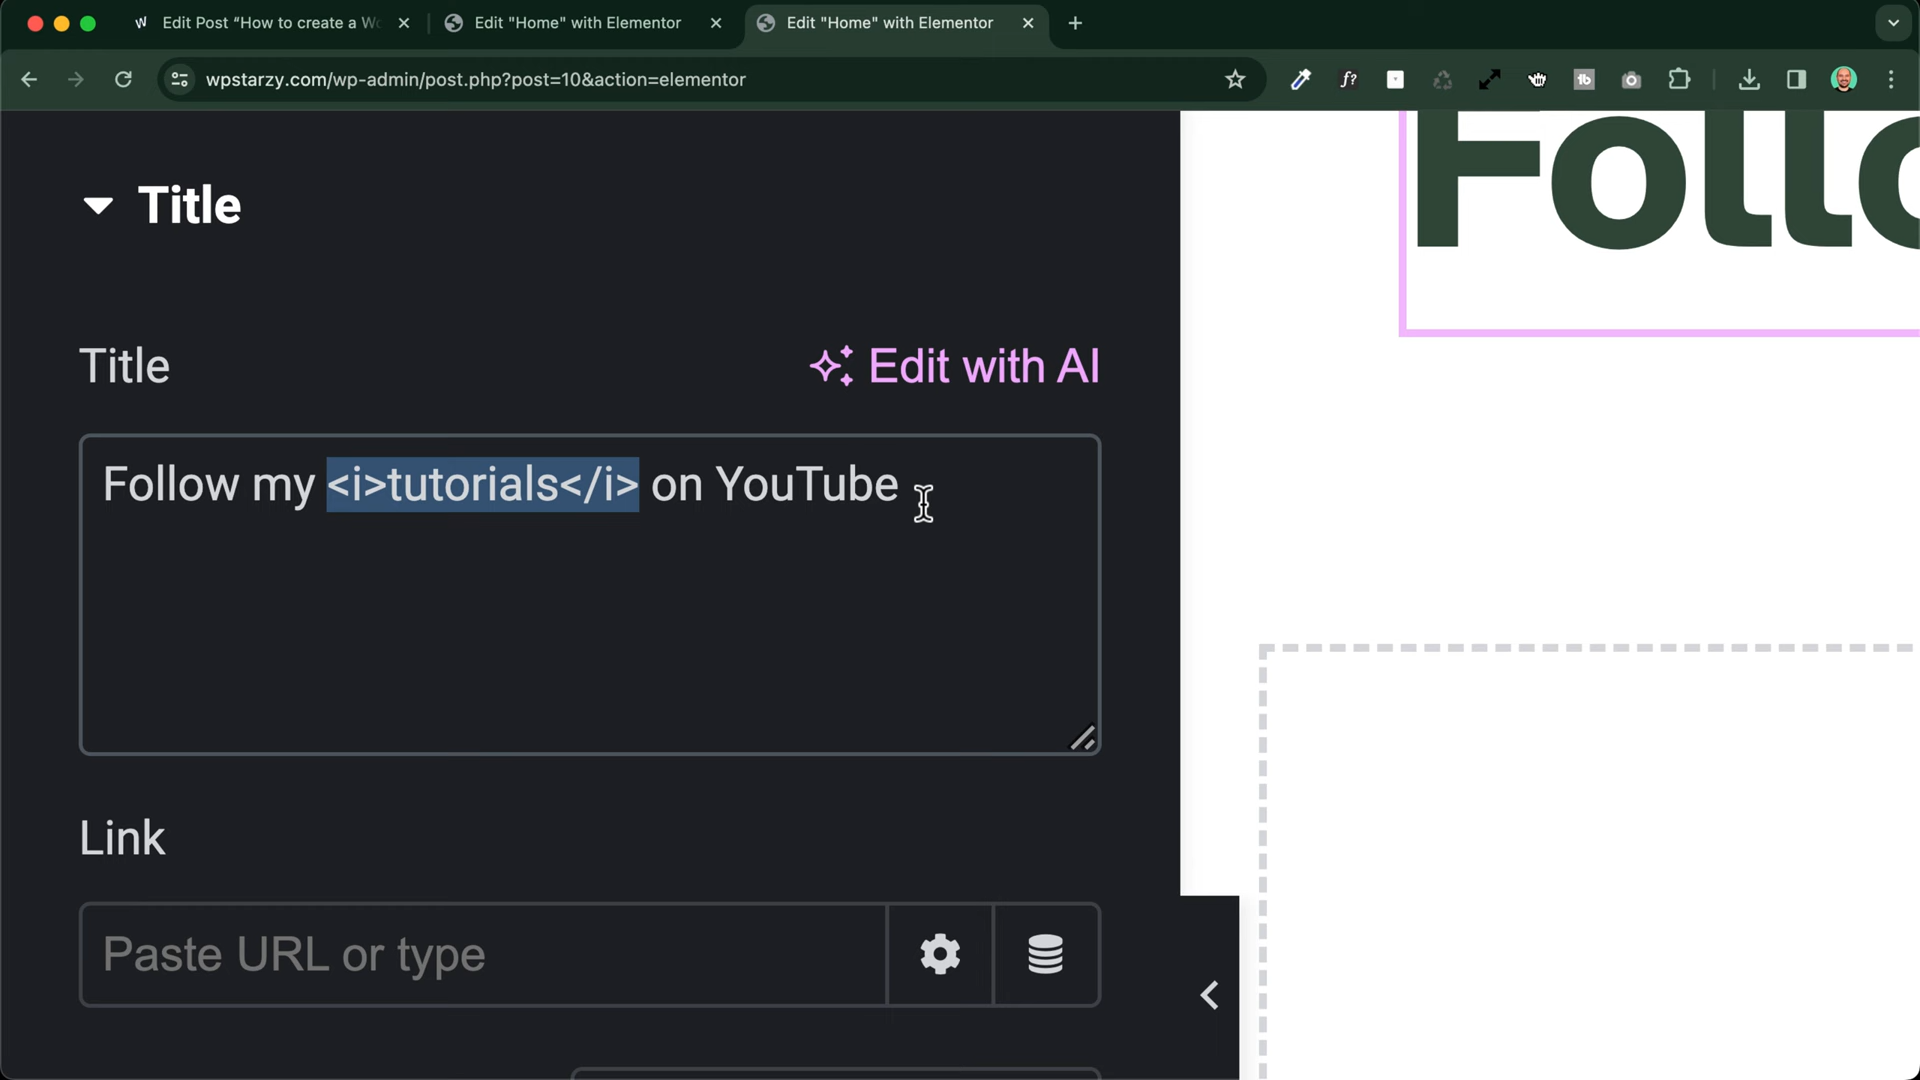 Edit Post “How to create a Wo
Edit "Home" with Elementor
Edit "Home" with Elementor
wpstarzy.com/wp-admin/post.php?post=10&action=elementor
f?
tb
Title
Title
Edit with AI
Follow my <i>tutorials</i> on YouTube
Link
Paste URL or type
Follo